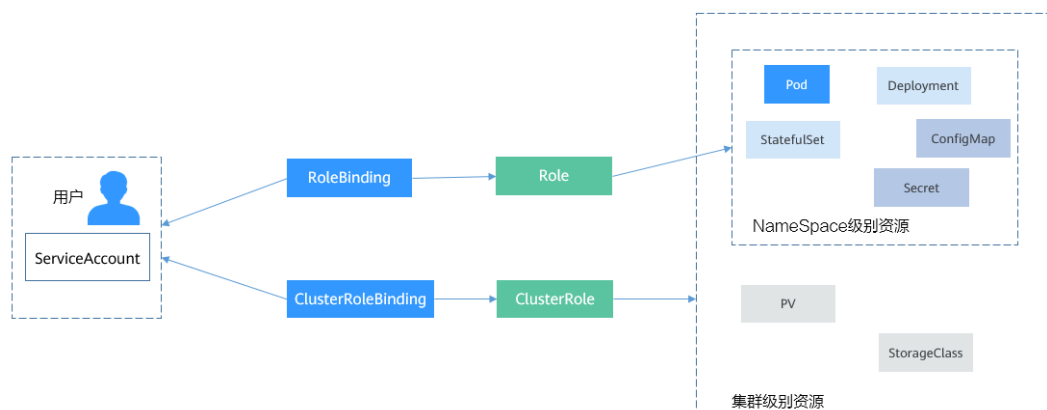 用户
ServiceAccount
RoleBinding
Role
ClusterRoleBinding
ClusterRole
Pod
Deployment
StatefulSet
ConfigMap
Secret
NameSpace级别资源
PV
StorageClass
集群级别资源